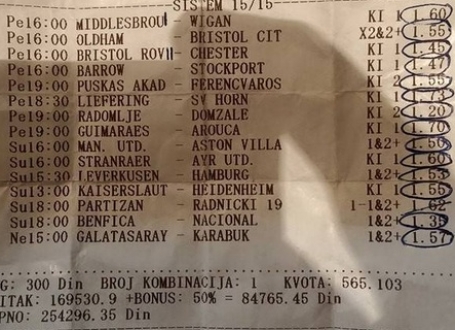 SISTEM 15/15
Pe16:00 MIDDLESBROU - WIGAN KI 1 1.60
Pe16:00 OLDHAM - BRISTOL CIT X2&2+ 1.55
Pe16:00 BRISTOL ROV - CHESTER KI 1 1.45
Pe16:00 BARROW - STOCKPORT KI 1 1.47
Pe19:00 PUSKAS AKAD - FERENCVAROS KI 2 1.55
Pe18:30 LIEFERING - SV HORN KI 1 1.73
Pe19:00 RADOMLJE - DOMZALE KI 2 1.20
Pe19:00 GUIMARAES - AROUCA KI 1 1.70
Su16:00 MAN. UTD. - ASTON VILLA 1&2+ 1.50
Su16:00 STRANRAER - AYR UTD. KI 1.60
Su15:30 LEVERKUSEN - HAMBURG 1&2+ 1.53
Su13:00 KAISERSLAUT - HEIDENHEIM KI 1 1.55
Su18:00 PARTIZAN - RADNICKI 19 1-1&2+ 1.62
Su18:00 BENFICA - NACIONAL 1&2+ 1.35
Ne15:00 GALATASARAY - KARABUK 1&2+ 1.57
G: 300 Din BROJ KOMBINACIJA: 1 KVOTA: 565.103
ITAK: 169530.9 +BONUS: 50% = 84765.45 Din
PNO: 254296.35 Din